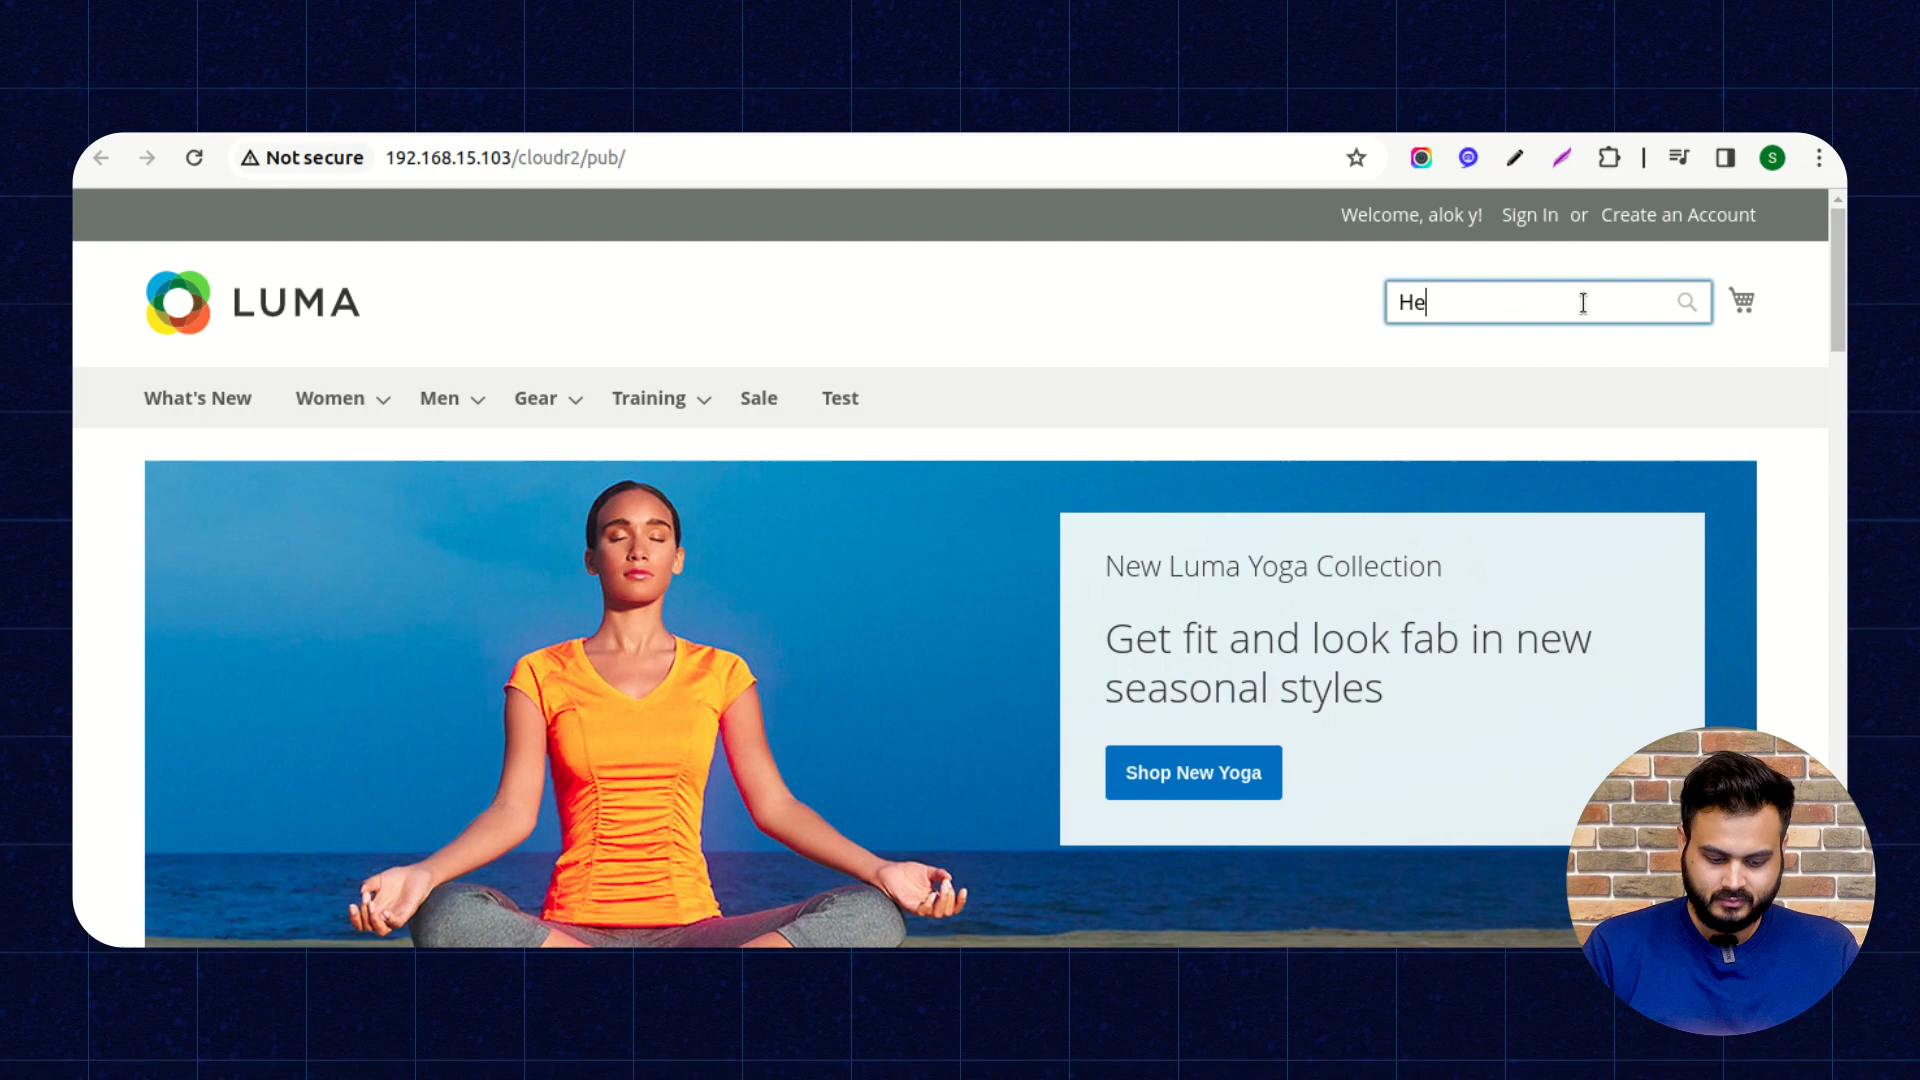 Not secure 192.168.15.103/cloudr2/pub/
S
Welcome, alok y! Sign In or Create an Account
LUMA
He
What's New Women Men Gear Training Sale Test
New Luma Yoga Collection
Get fit and look fab in new
seasonal styles
Shop New Yoga